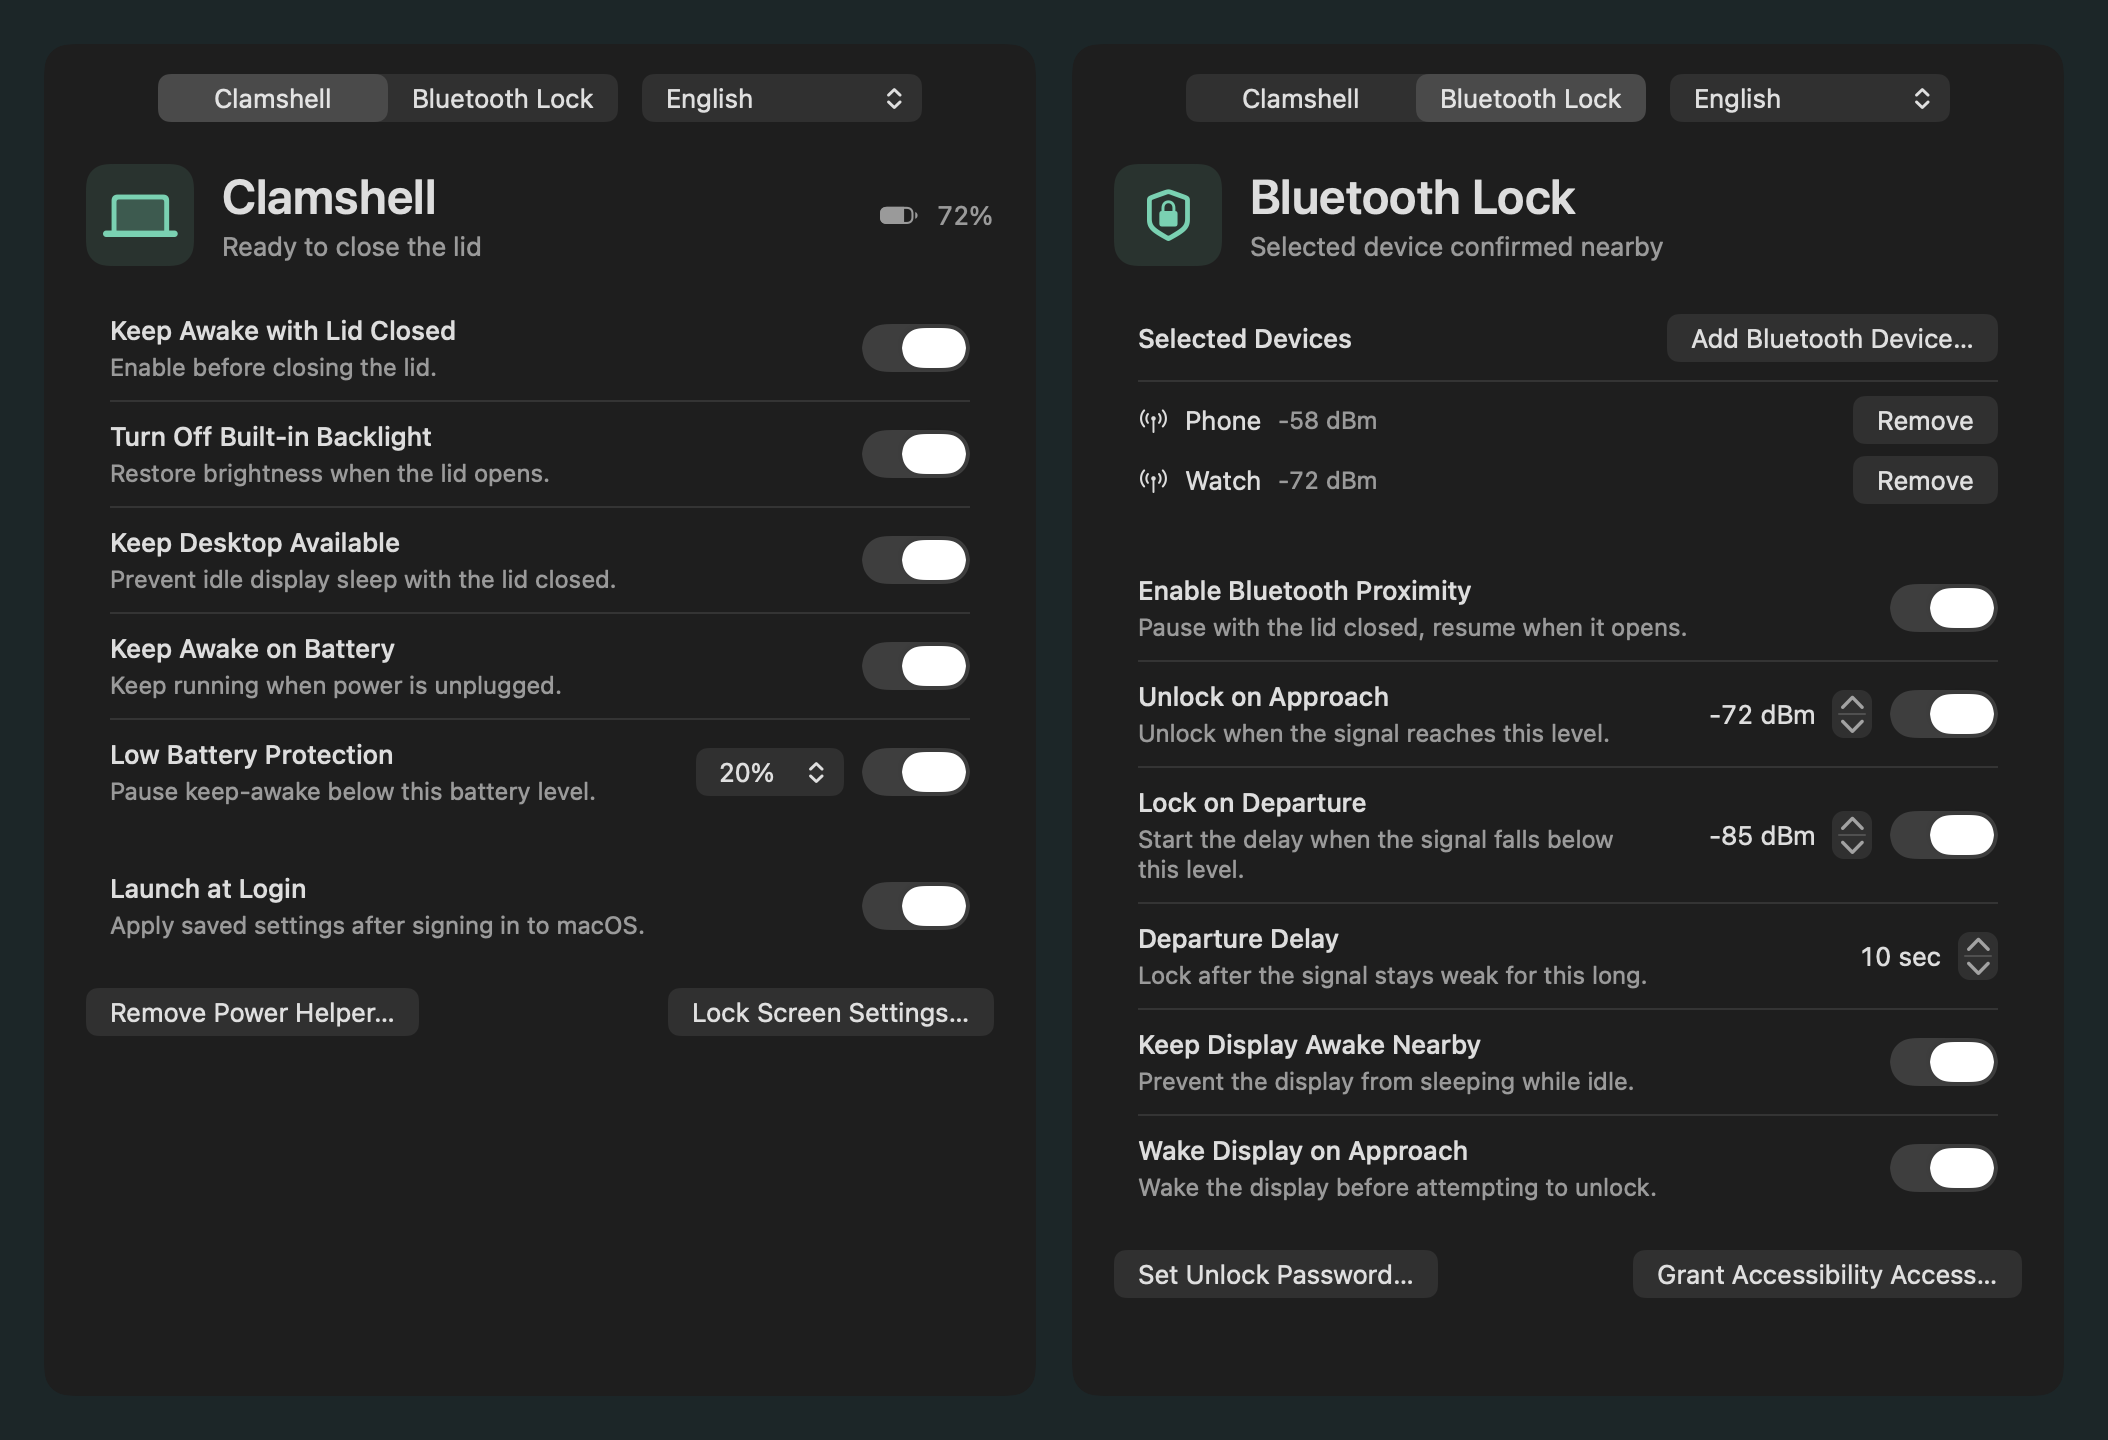 Clamshell Bluetooth Lock English
Clamshell
Ready to close the lid
72%
Keep Awake with Lid Closed
Enable before closing the lid.
Turn Off Built-in Backlight
Restore brightness when the lid opens.
Keep Desktop Available
Prevent idle display sleep with the lid closed.
Keep Awake on Battery
Keep running when power is unplugged.
Low Battery Protection
Pause keep-awake below this battery level.
20%
Launch at Login
Apply saved settings after signing in to macOS.
Remove Power Helper... Lock Screen Settings...
Clamshell Bluetooth Lock English
Bluetooth Lock
Selected device confirmed nearby
Selected Devices Add Bluetooth Device...
Phone -58 dBm Remove
Watch -72 dBm Remove
Enable Bluetooth Proximity
Pause with the lid closed, resume when it opens.
Unlock on Approach
Unlock when the signal reaches this level.
-72 dBm
Lock on Departure
Start the delay when the signal falls below
this level.
-85 dBm
Departure Delay
Lock after the signal stays weak for this long.
10 sec
Keep Display Awake Nearby
Prevent the display from sleeping while idle.
Wake Display on Approach
Wake the display before attempting to unlock.
Set Unlock Password... Grant Accessibility Access...